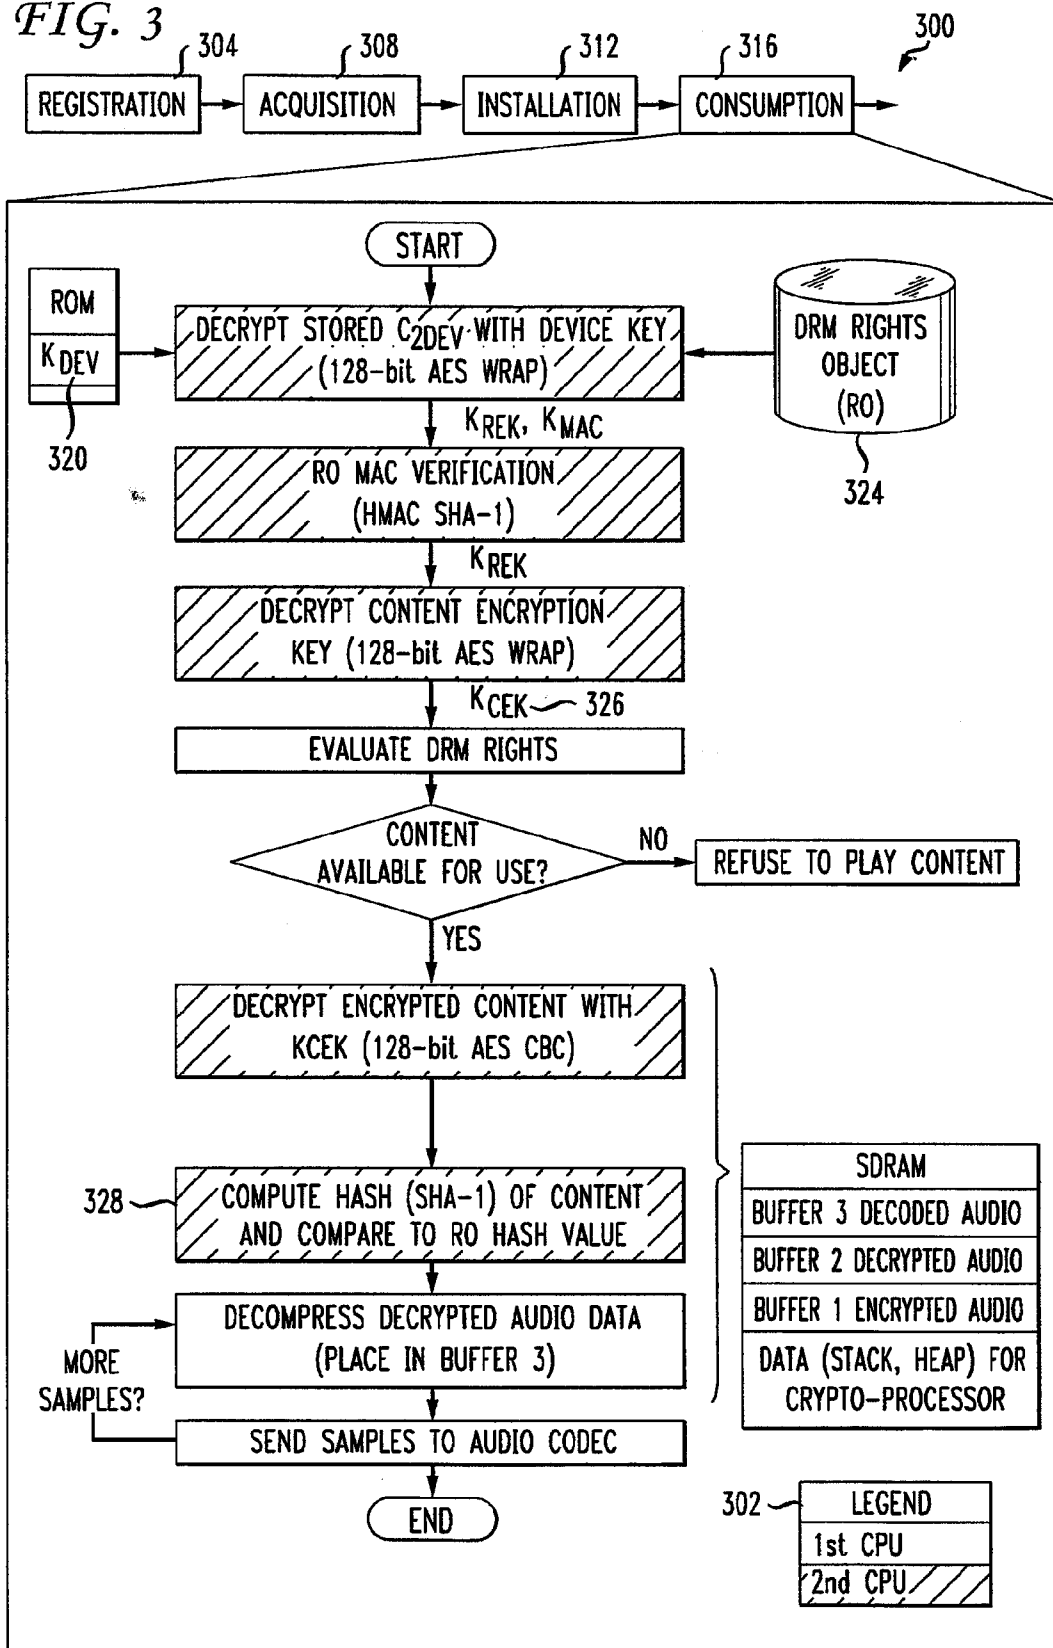 FIG. 3
304
308
312
316
300
REGISTRATION
ACQUISITION
INSTALLATION
CONSUMPTION
START
ROM
KDEV
320
DECRYPT STORED C2DEV WITH DEVICE KEY
(128-bit AES WRAP)
DRM RIGHTS
OBJECT
(RO)
324
KREK, KMAC
RO MAC VERIFICATION
(HMAC SHA-1)
KREK
DECRYPT CONTENT ENCRYPTION
KEY (128-bit AES WRAP)
KCEK 326
EVALUATE DRM RIGHTS
CONTENT
AVAILABLE FOR USE?
NO
REFUSE TO PLAY CONTENT
YES
DECRYPT ENCRYPTED CONTENT WITH
KCEK (128-bit AES CBC)
328
COMPUTE HASH (SHA-1) OF CONTENT
AND COMPARE TO RO HASH VALUE
DECOMPRESS DECRYPTED AUDIO DATA
(PLACE IN BUFFER 3)
MORE
SAMPLES?
SEND SAMPLES TO AUDIO CODEC
END
SDRAM
BUFFER 3 DECODED AUDIO
BUFFER 2 DECRYPTED AUDIO
BUFFER 1 ENCRYPTED AUDIO
DATA (STACK, HEAP) FOR
CRYPTO-PROCESSOR
302
LEGEND
1st CPU
2nd CPU